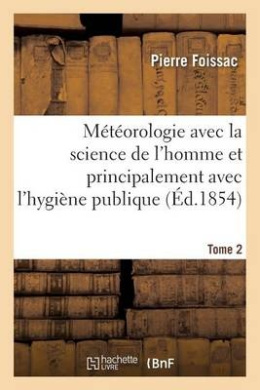 Pierre Foissac
Météorologie avec la science de l'homme et principalement avec l'hygiène publique (Éd.1854)
Tome 2
hachette
LIVRE
{BnF